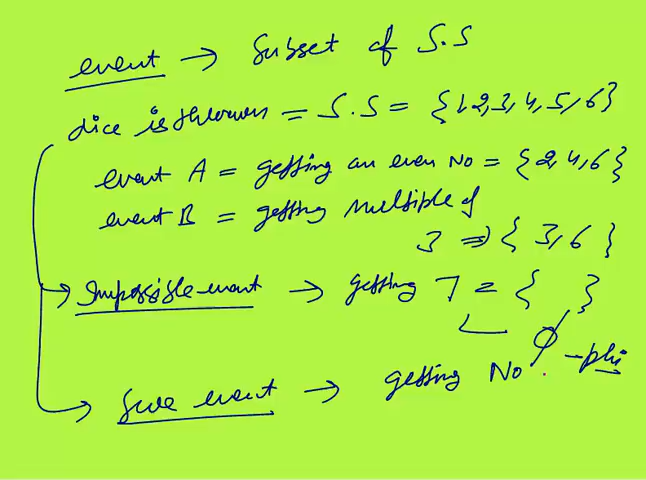 event → Subset of S.S
dice is thrown = S.S = {1,2,3,4,5,6}
event A = getting an even No = {2,4,6}
event B = getting multiple of
3 => {3,6}
Impossible event → getting 7 = { }
ϕ - phi
Sure event → getting No